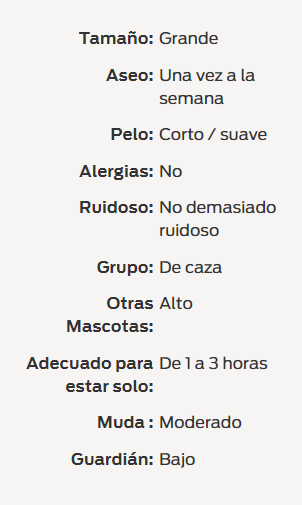 Tamaño: Grande
Aseo: Una vez a la
semana
Pelo: Corto / suave
Alergias: No
Ruidoso: No demasiado
ruidoso
Grupo: De caza
Otras Alto
Mascotas:
Adecuado para De 1 a 3 horas
estar solo:
Muda : Moderado
Guardián: Bajo